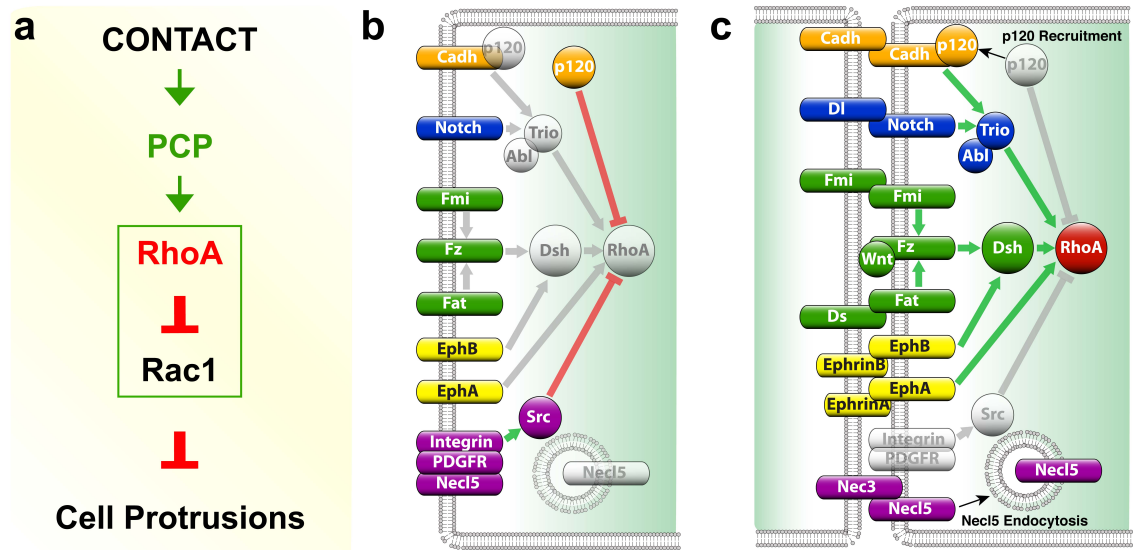 a
CONTACT
PCP
RhoA
Rac1
Cell Protrusions
b
Cadh
p120
p120
Notch
Trio
Abl
Fmi
Fz
Dsh
RhoA
Fat
EphB
EphA
Src
Integrin
PDGFR
Necl5
Necl5
c
Cadh
Cadh
p120
p120 Recruitment
p120
Dl
Notch
Trio
Abl
Fmi
Fmi
Fz
Wnt
Dsh
RhoA
Fat
Ds
EphB
EphrinB
EphA
EphrinA
Src
Integrin
PDGFR
Necl5
Nec3
Necl5
Necl5 Endocytosis